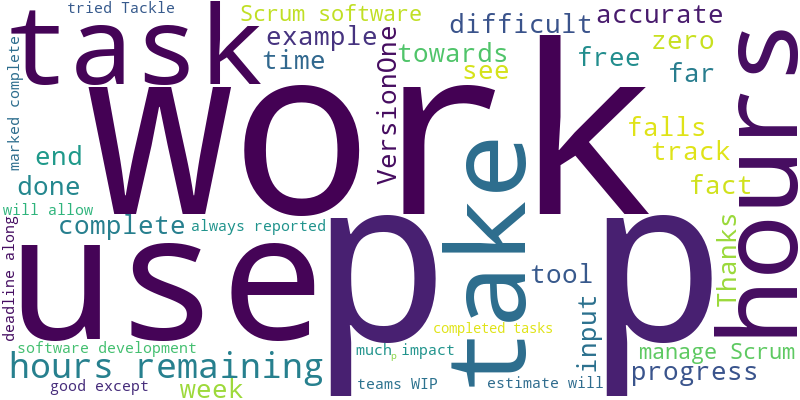 tried Tackle
Scrum software
difficult
accurate
task
example
time
VersionOne
towards
see
free
zero
far
hours
marked complete
work
end
done
take
falls
track
fact
will allow
complete
always reported
deadline along
use
p p
tool
Thanks
input
completed tasks
software development
hours remaining
much
p
impact
manage Scrum
progress
good except
week
teams WIP
estimate will